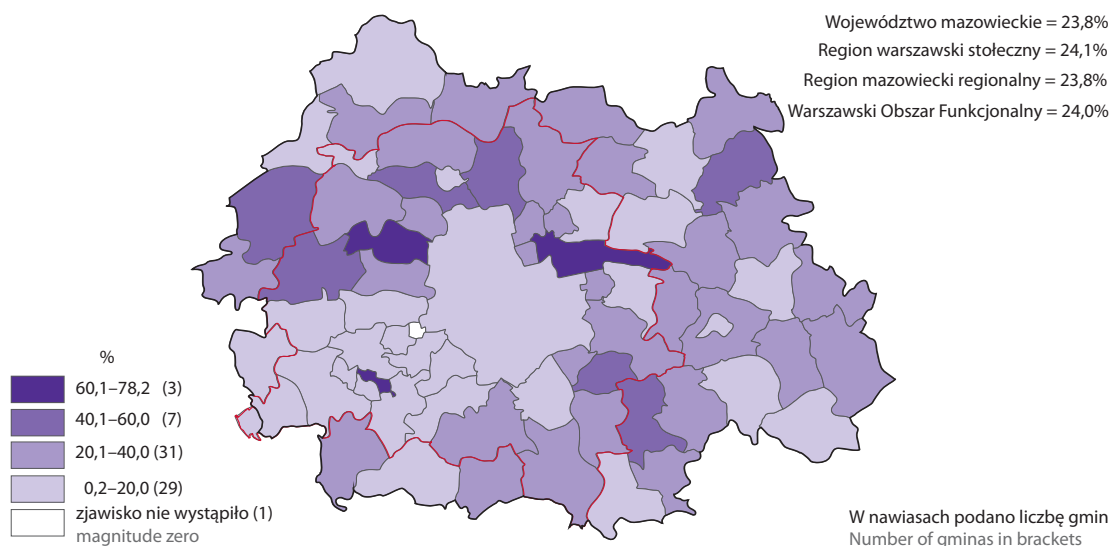 Województwo mazowieckie = 23,8%
Region warszawski stołeczny = 24,1%
Region mazowiecki regionalny = 23,8%
Warszawski Obszar Funkcjonalny = 24,0%
%
60,1–78,2 (3)
40,1–60,0 (7)
20,1–40,0 (31)
0,2–20,0 (29)
zjawisko nie wystąpiło (1)
magnitude zero
W nawiasach podano liczbę gmin
Number of gminas in brackets